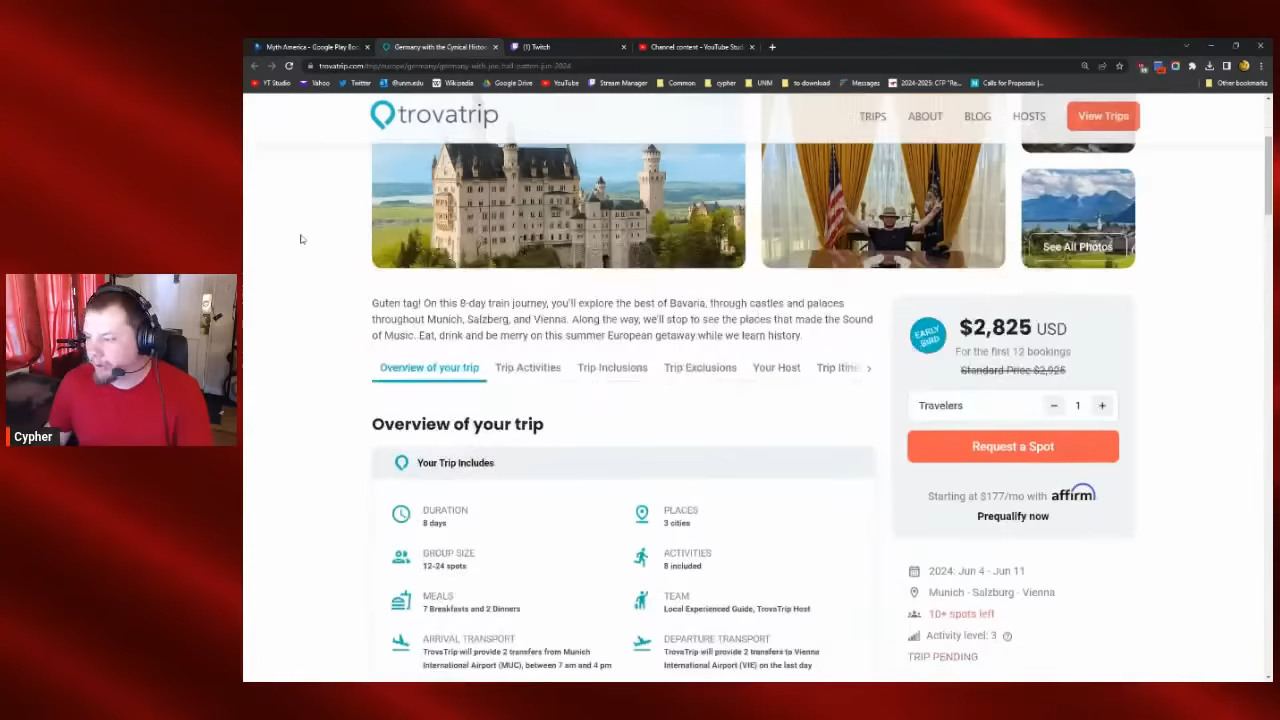 Myth America - Google Play Boo
Germany with the Cynical Histor
(1) Twitch
Channel content - YouTube Stud
trovatrip.com/trip/europe/germany/germany-with-joe-hall-patton-jun-2024
YT Studio
Yahoo
Twitter
@unm.edu
Wikipedia
Google Drive
YouTube
Stream Manager
Common
cypher
UNM
to download
Messages
2024-2025: CFP "Re...
Calls for Proposals |...
Other bookmarks
trovatrip
TRIPS
ABOUT
BLOG
HOSTS
View Trips
See All Photos
Guten tag! On this 8-day train journey, you'll explore the best of Bavaria, through castles and palaces
throughout Munich, Salzberg, and Vienna. Along the way, we'll stop to see the places that made the Sound
of Music. Eat, drink and be merry on this summer European getaway while we learn history.
EARLY
BIRD
$2,825 USD
For the first 12 bookings
Standard Price $2,925
Overview of your trip
Trip Activities
Trip Inclusions
Trip Exclusions
Your Host
Trip Itine
Travelers
1
Overview of your trip
Request a Spot
Your Trip Includes
Starting at $177/mo with affirm
Prequalify now
DURATION
8 days
PLACES
3 cities
GROUP SIZE
12-24 spots
ACTIVITIES
8 included
MEALS
7 Breakfasts and 2 Dinners
TEAM
Local Experienced Guide, TrovaTrip Host
ARRIVAL TRANSPORT
TrovaTrip will provide 2 transfers from Munich
International Airport (MUC), between 7 am and 4 pm
DEPARTURE TRANSPORT
TrovaTrip will provide 2 transfers to Vienna
International Airport (VIE) on the last day
2024: Jun 4 - Jun 11
Munich - Salzburg - Vienna
10+ spots left
Activity level: 3
TRIP PENDING
Cypher